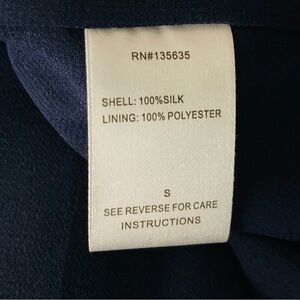 RN#135635
SHELL: 100%SILK
LINING: 100% POLYESTER
S
SEE REVERSE FOR CARE
INSTRUCTIONS